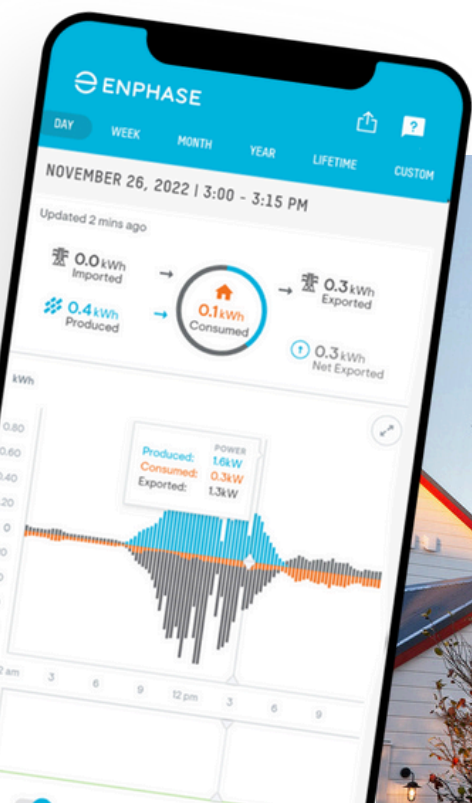 ENPHASE
DAY WEEK MONTH YEAR LIFETIME CUSTOM
NOVEMBER 26, 2022 | 3:00 - 3:15 PM
Updated 2 mins ago
0.0 kWh
Imported
0.3 kWh
Exported
0.1 kWh
Consumed
0.4 kWh
Produced
0.3 kWh
Net Exported
kWh
POWER
Produced: 1.6kW
Consumed: 0.3kW
Exported: 1.3kW
0.80
0.60
0.40
0
3 6 9 12 pm 3 6 9